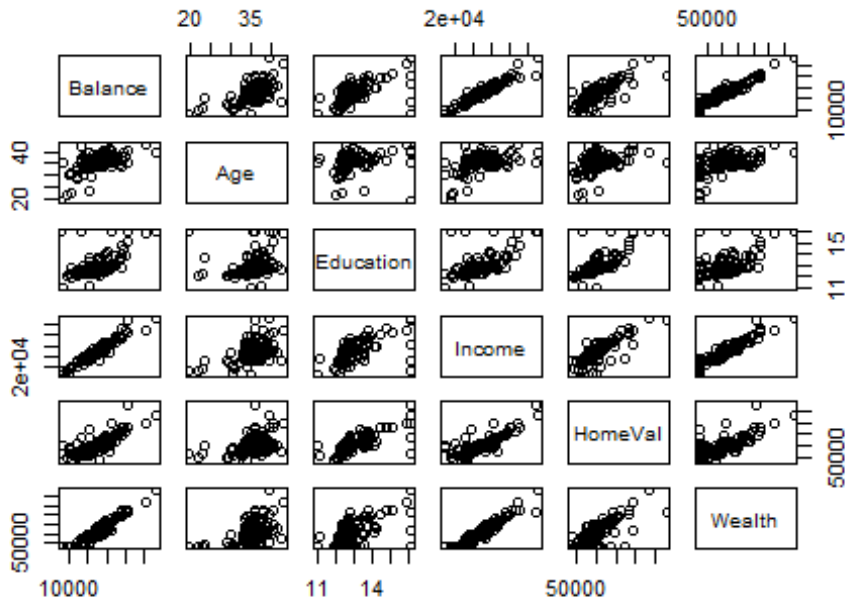 20 35 2e+04 50000
Balance 10000
40 20 Age
Education 15 11
2e+04 Income
HomeVal 50000
50000 Wealth
10000 11 14 50000